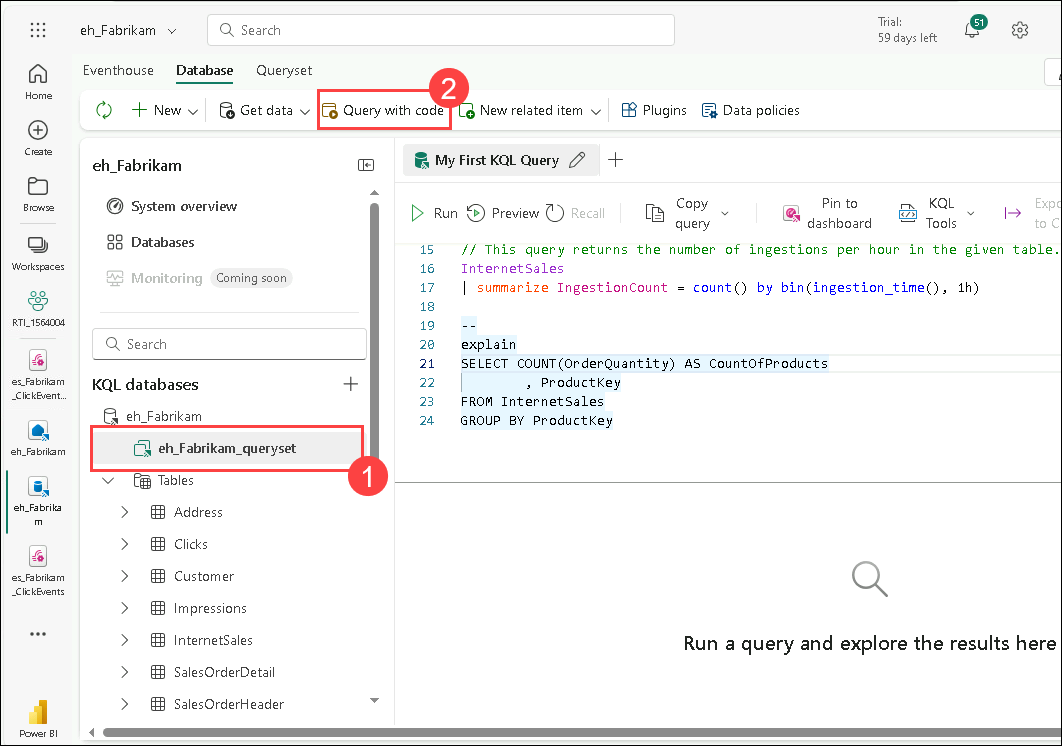 eh_Fabrikam
Search
Trial:
59 days left
51
Home
Create
Browse
Workspaces
RTI_1564004
es_Fabrikam
_ClickEvent...
eh_Fabrikam
eh_Fabrika
m
es_Fabrikam
_ClickEvents
Power BI
Eventhouse Database Queryset
New Get data Query with code New related item Plugins Data policies
2
eh_Fabrikam
System overview
Databases
Monitoring Coming soon
Search
KQL databases
eh_Fabrikam
eh_Fabrikam_queryset
1
Tables
Address
Clicks
Customer
Impressions
InternetSales
SalesOrderDetail
SalesOrderHeader
My First KQL Query
Run Preview Recall
Copy
query
Pin to
dashboard
KQL
Tools
Expo
to C
15 // This query returns the number of ingestions per hour in the given table.
16 InternetSales
17 | summarize IngestionCount = count() by bin(ingestion_time(), 1h)
18
19 --
20 explain
21 SELECT COUNT(OrderQuantity) AS CountOfProducts
22 , ProductKey
23 FROM InternetSales
24 GROUP BY ProductKey
Run a query and explore the results here